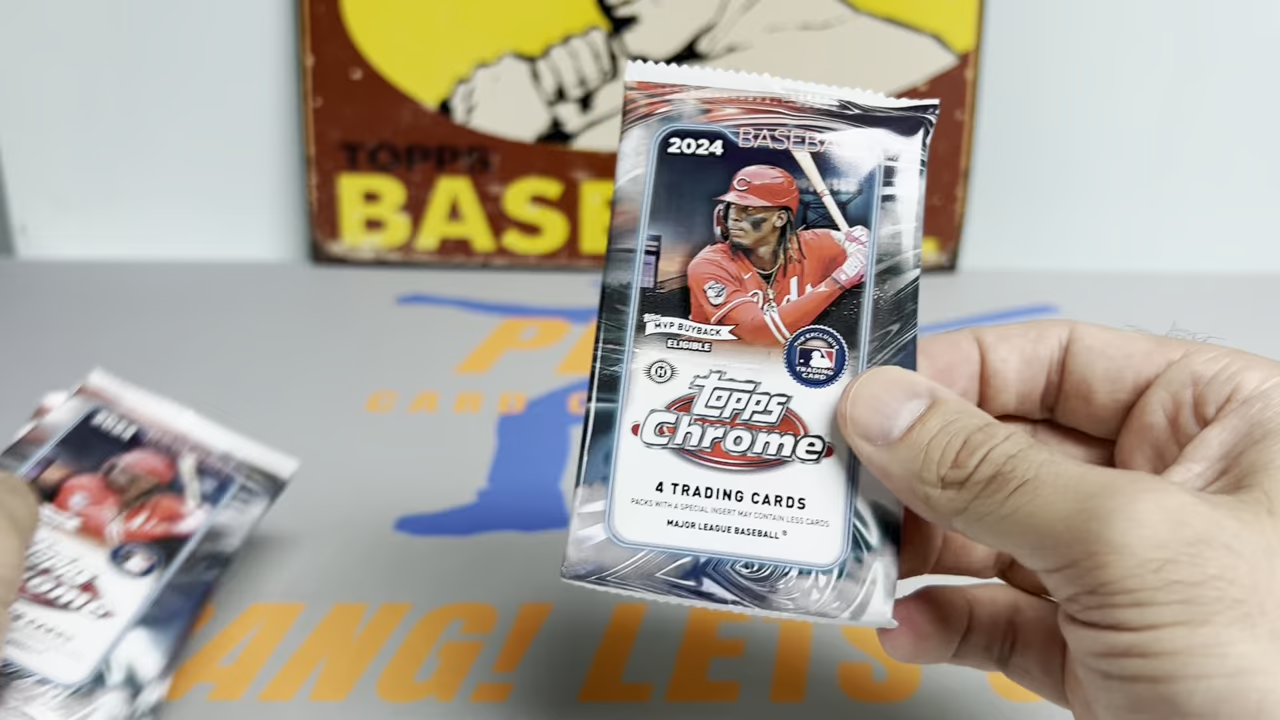 TOPPS
BASE
2024 BASEBA
MVP BUYBACK
ELIGIBLE
THE EXCLUSIVE
TRADING
CARD
topps
Chrome
4 TRADING CARDS
PACKS WITH A SPECIAL INSERT MAY CONTAIN LESS CARDS
MAJOR LEAGUE BASEBALL®
CARD
ANG! LETS